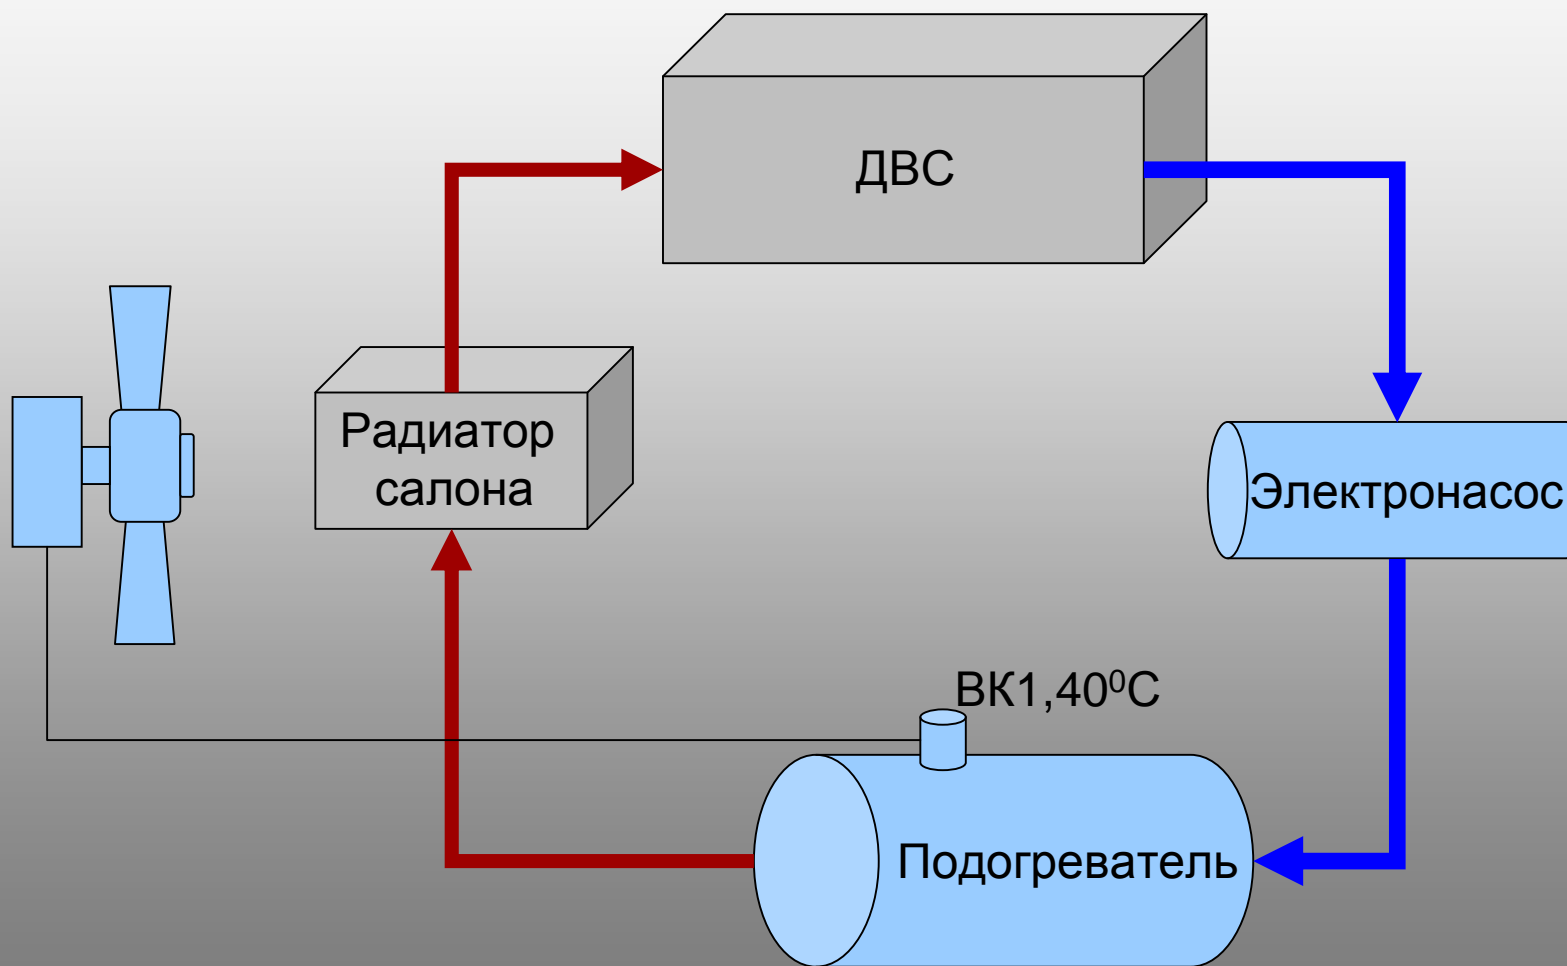 ДВС
Радиатор
салона
Электронасос
ВК1,40⁰С
Подогреватель